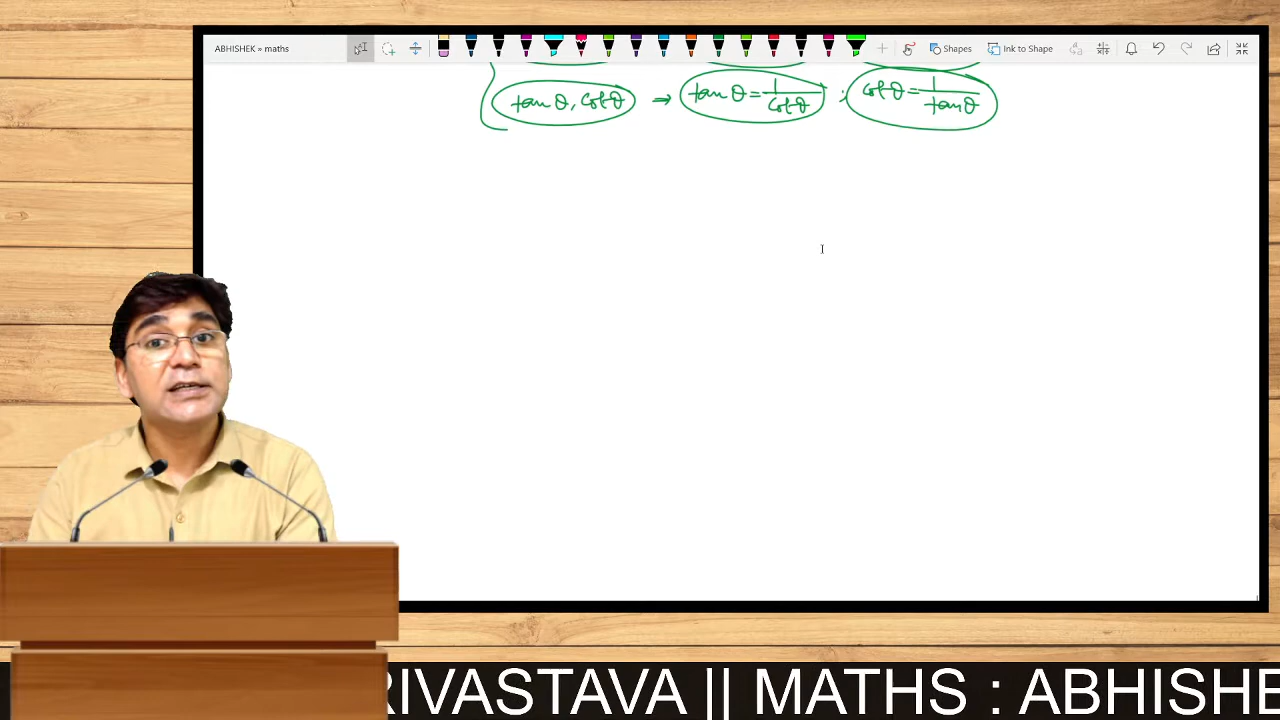 ABHISHEK » maths
Shapes
Ink to Shape
tan θ, cot θ ⇒ tan θ = 1/cot θ ; cot θ = 1/tan θ
RIVASTAVA || MATHS : ABHISHE